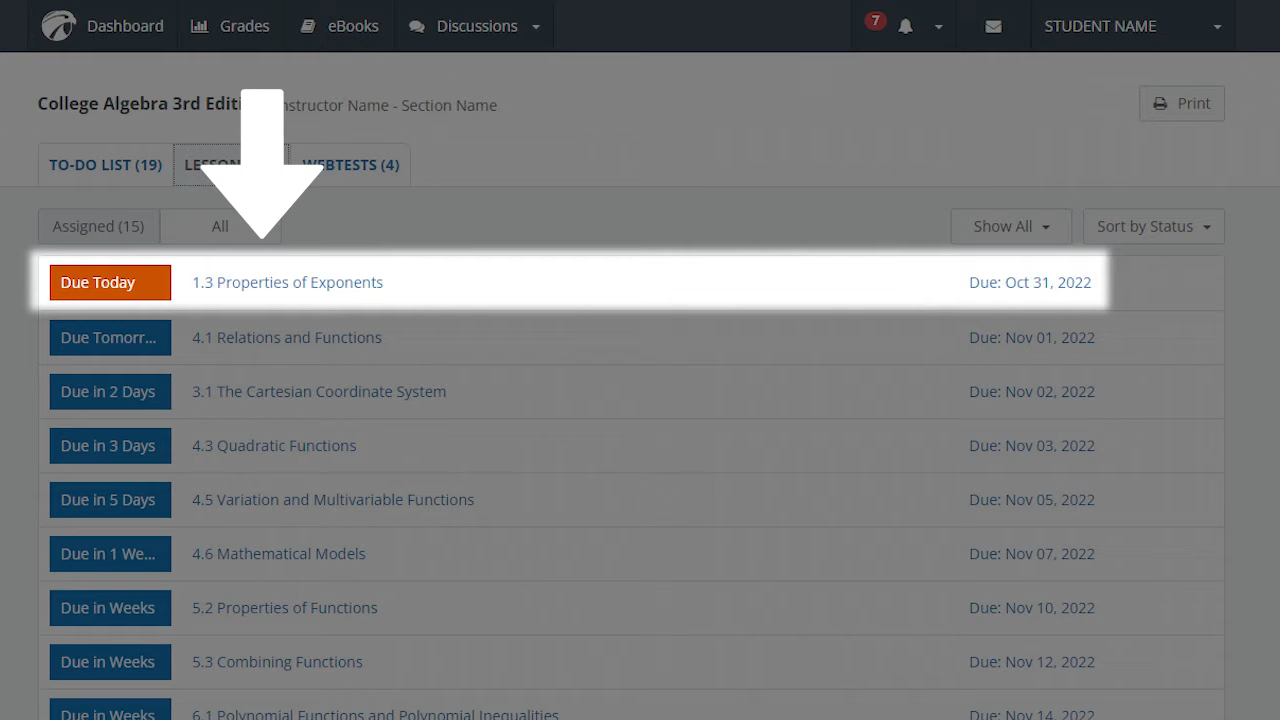 Dashboard Grades eBooks Discussions 7 STUDENT NAME
College Algebra 3rd Editi nstructor Name - Section Name Print
TO-DO LIST (19) LESSON WEBTESTS (4)
Assigned (15) All Show All Sort by Status
Due Today 1.3 Properties of Exponents Due: Oct 31, 2022
Due Tomorr... 4.1 Relations and Functions Due: Nov 01, 2022
Due in 2 Days 3.1 The Cartesian Coordinate System Due: Nov 02, 2022
Due in 3 Days 4.3 Quadratic Functions Due: Nov 03, 2022
Due in 5 Days 4.5 Variation and Multivariable Functions Due: Nov 05, 2022
Due in 1 We... 4.6 Mathematical Models Due: Nov 07, 2022
Due in Weeks 5.2 Properties of Functions Due: Nov 10, 2022
Due in Weeks 5.3 Combining Functions Due: Nov 12, 2022
Due in Weeks 6.1 Polynomial Functions and Polynomial Inequalities Due: Nov 14, 2022